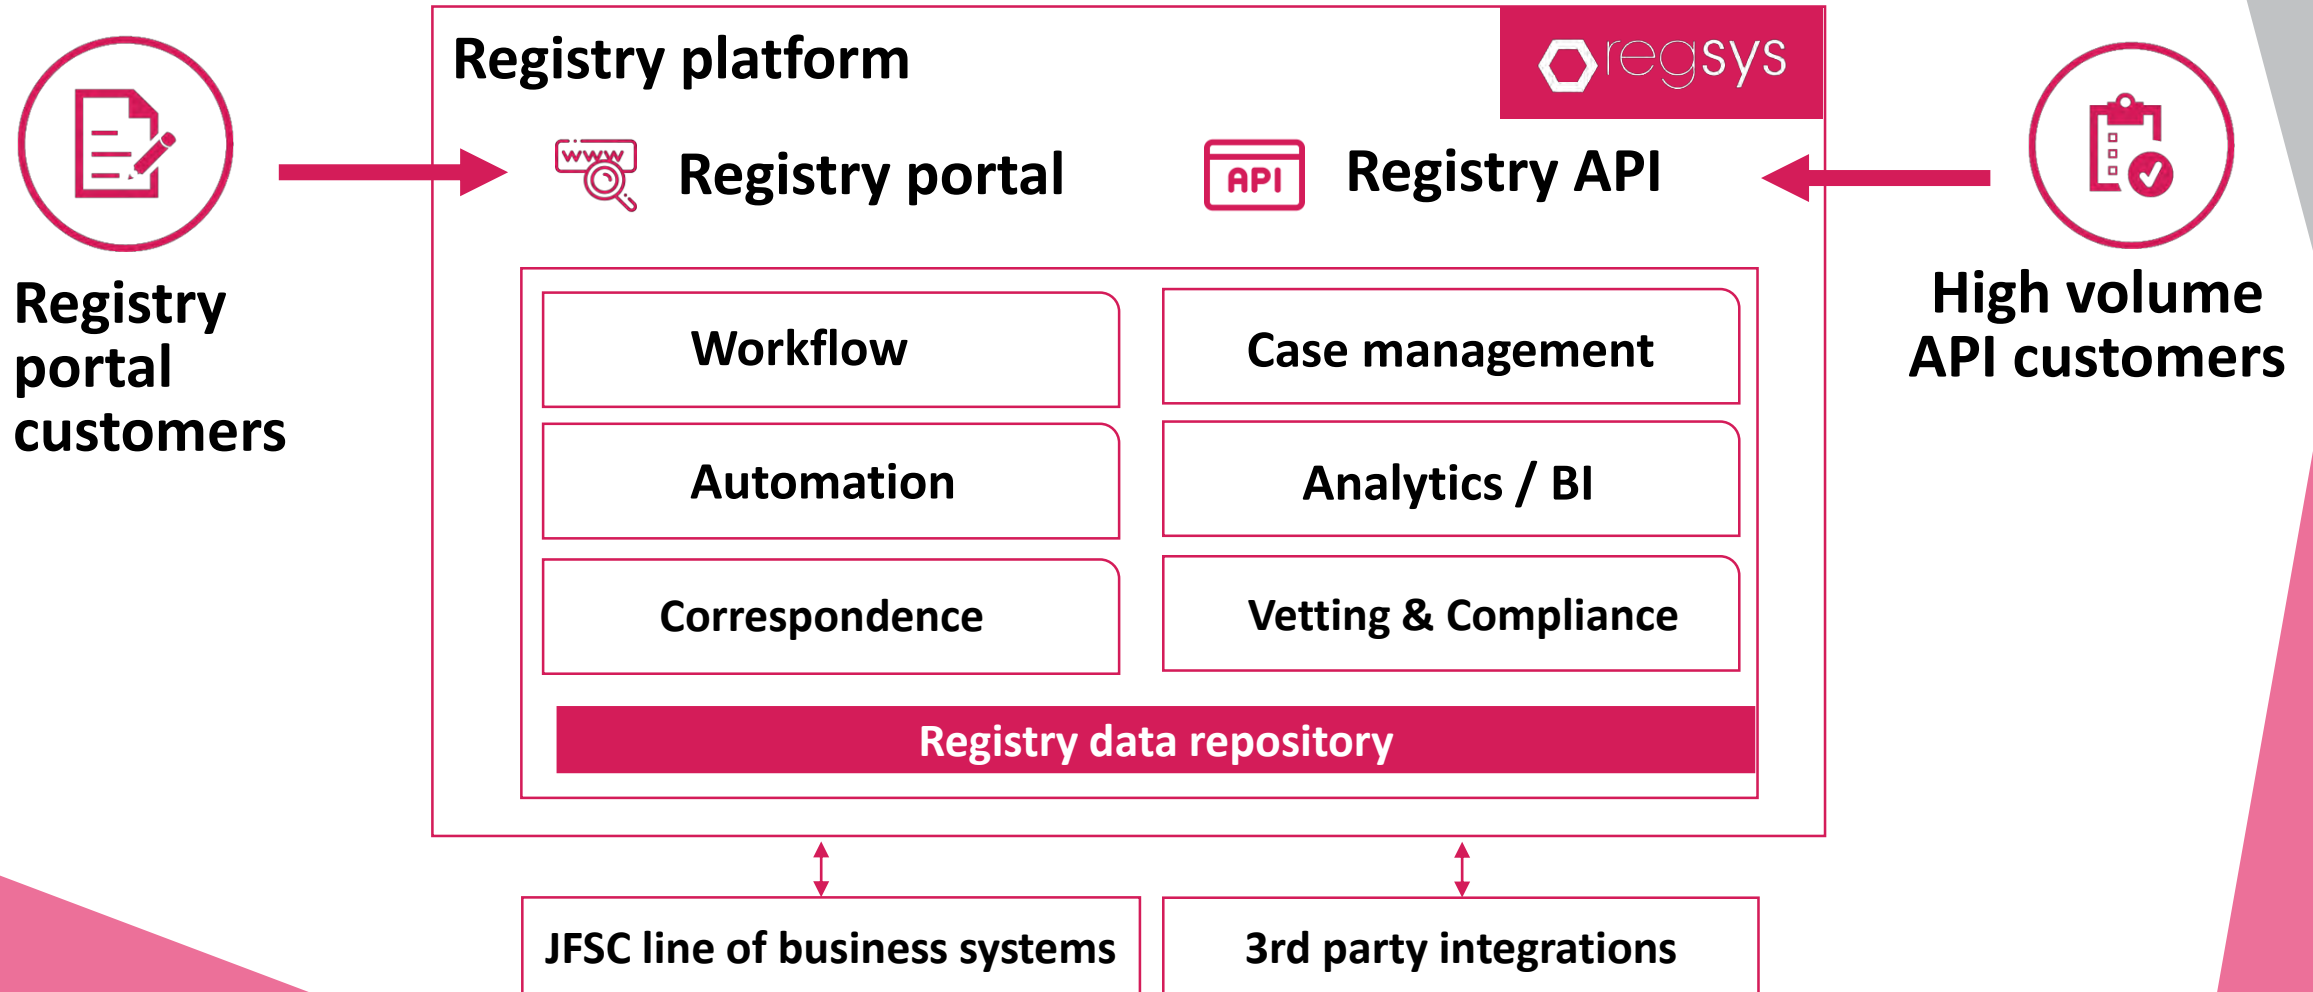 Registry platform
regsys
www
Registry portal
API
Registry API
Registry
portal
customers
High volume
API customers
Workflow
Case management
Automation
Analytics / BI
Correspondence
Vetting & Compliance
Registry data repository
JFSC line of business systems
3rd party integrations